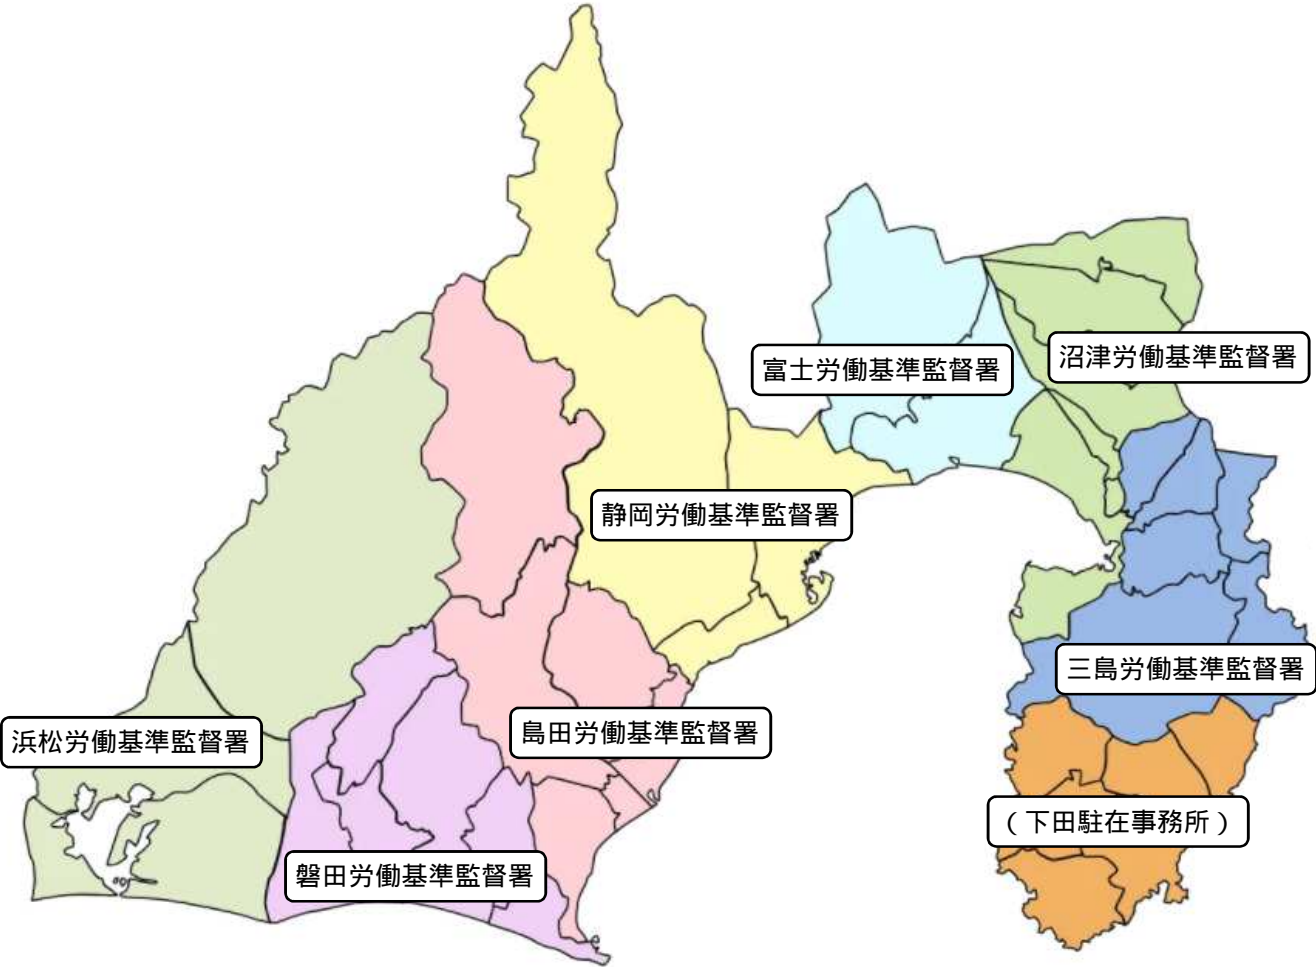 沼津労働基準監督署
富士労働基準監督署
静岡労働基準監督署
三島労働基準監督署
島田労働基準監督署
浜松労働基準監督署
（下田駐在事務所）
磐田労働基準監督署